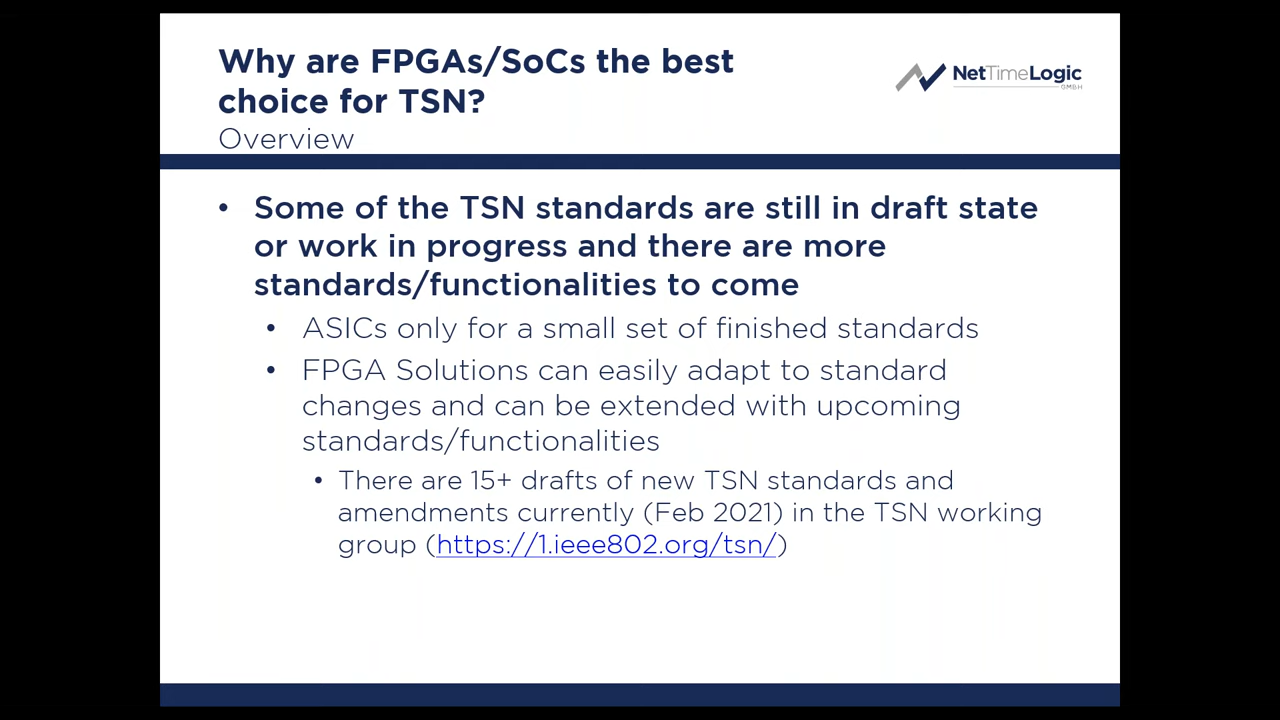 Why are FPGAs/SoCs the best
choice for TSN?
Overview
NetTimeLogic
GMBH
• Some of the TSN standards are still in draft state
or work in progress and there are more
standards/functionalities to come
• ASICs only for a small set of finished standards
• FPGA Solutions can easily adapt to standard
changes and can be extended with upcoming
standards/functionalities
• There are 15+ drafts of new TSN standards and
amendments currently (Feb 2021) in the TSN working
group (https://1.ieee802.org/tsn/)